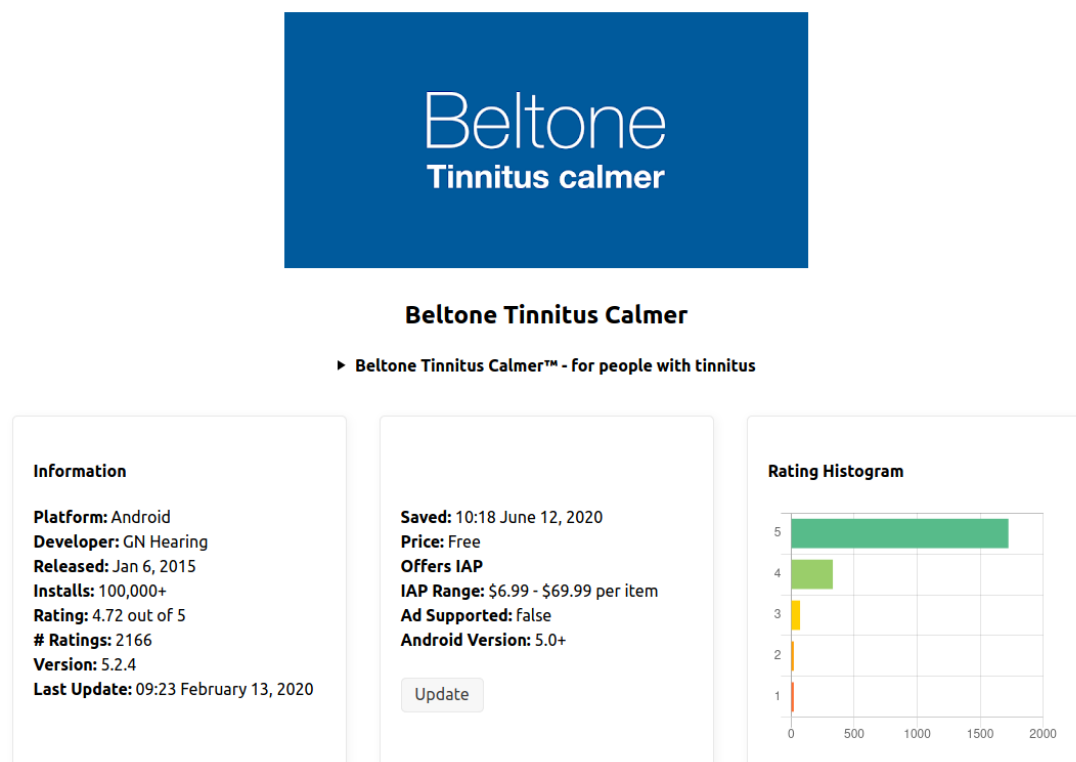 Beltone
Tinnitus calmer
Beltone Tinnitus Calmer
Beltone Tinnitus Calmer™ - for people with tinnitus
Information
Platform: Android
Developer: GN Hearing
Released: Jan 6, 2015
Installs: 100,000+
Rating: 4.72 out of 5
# Ratings: 2166
Version: 5.2.4
Last Update: 09:23 February 13, 2020
Saved: 10:18 June 12, 2020
Price: Free
Offers IAP
IAP Range: $6.99 - $69.99 per item
Ad Supported: false
Android Version: 5.0+
Update
Rating Histogram
5
4
3
2
1
0 500 1000 1500 2000